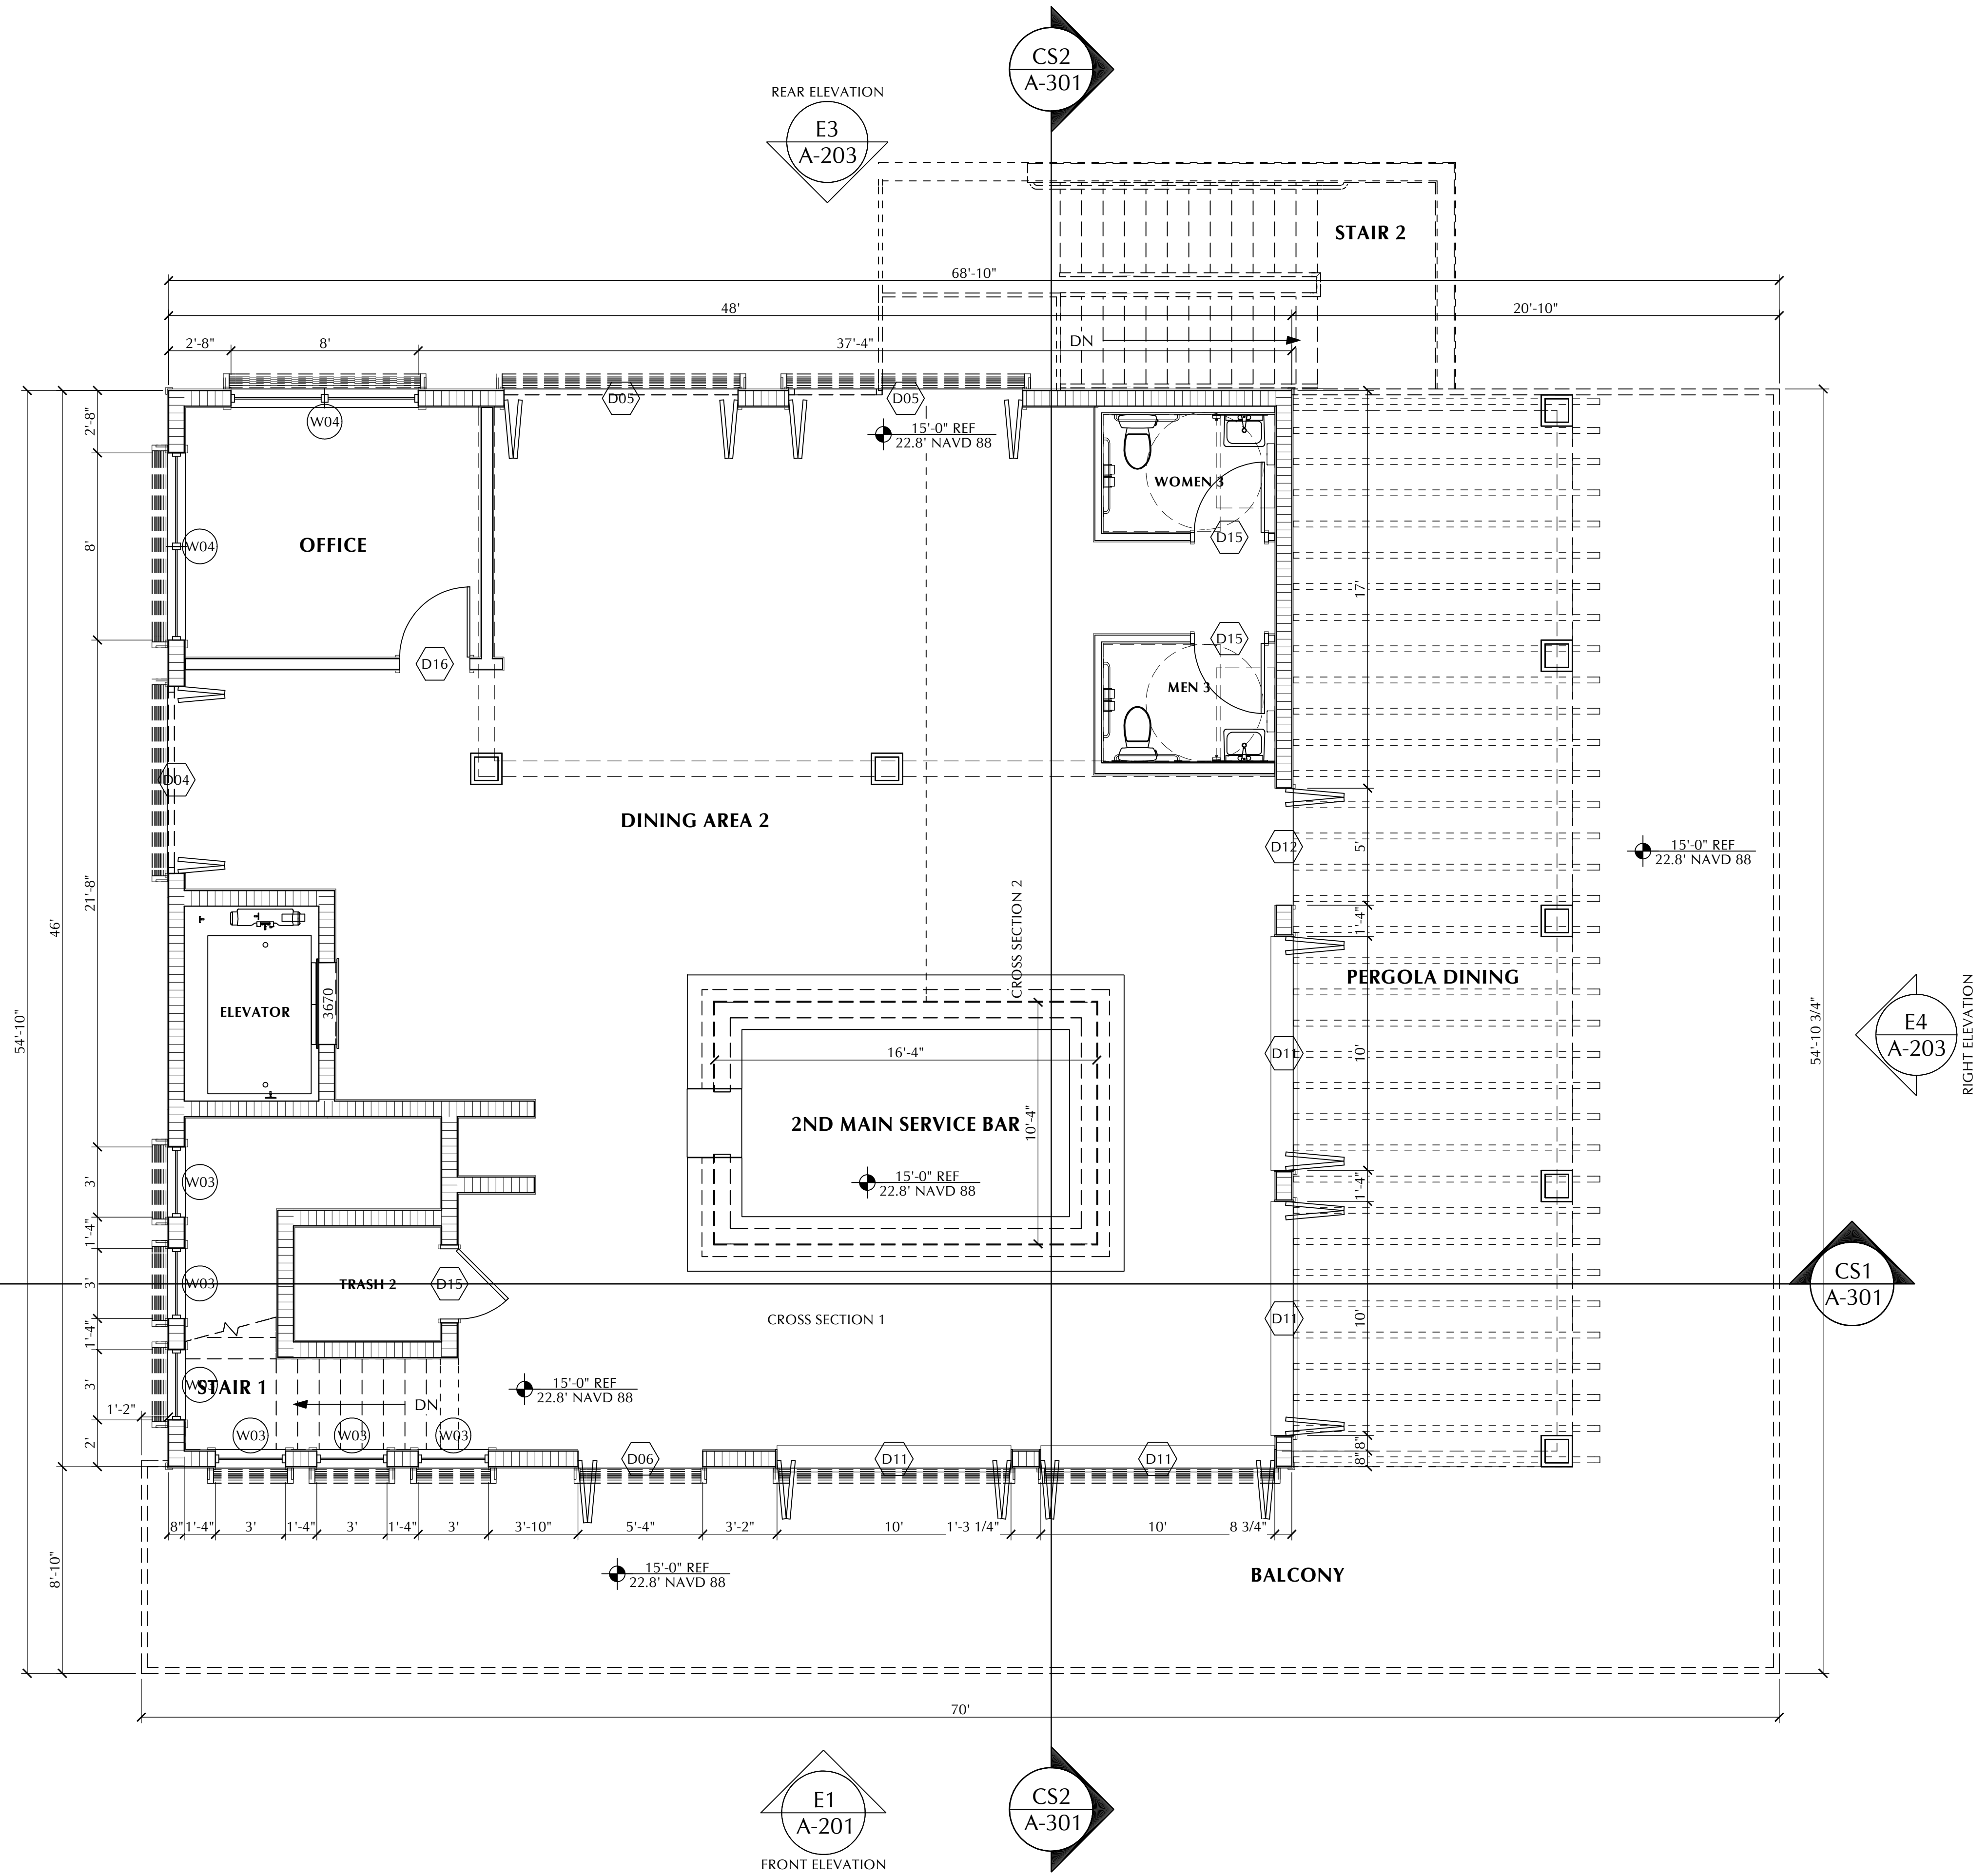 CS2
A-301
REAR ELEVATION
E3
A-203
STAIR 2
68'-10"
48'
20'-10"
2'-8"
8'
37'-4"
DN
D05
D05
W04
15'-0" REF
22.8' NAVD 88
2'-8"
WOMEN 3
D15
OFFICE
W04
8'
17'
D15
D16
MEN 3
D04
DINING AREA 2
D12
5'
15'-0" REF
22.8' NAVD 88
21'-8"
46'
1'-4"
CROSS SECTION 2
PERGOLA DINING
3670
ELEVATOR
54'-10"
16'-4"
D11
10'
54'-10 3/4"
E4
A-203
RIGHT ELEVATION
2ND MAIN SERVICE BAR
10'-4"
15'-0" REF
22.8' NAVD 88
3'
W03
1'-4"
1'-4"
3'
W03
TRASH 2
D15
CS1
A-301
CROSS SECTION 1
D11
10'
1'-4"
3'
W03
STAIR 1
15'-0" REF
22.8' NAVD 88
DN
1'-2"
2'
W03
W03
W03
D06
D11
D11
8"
8"
8"
1'-4"
3'
1'-4"
3'
1'-4"
3'
3'-10"
5'-4"
3'-2"
10'
1'-3 1/4"
10'
8 3/4"
8'-10"
15'-0" REF
22.8' NAVD 88
BALCONY
70'
E1
A-201
FRONT ELEVATION
CS2
A-301